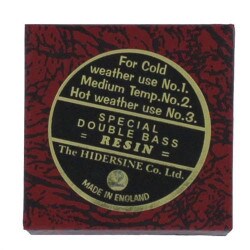 For Cold
weather use No.1.
Medium Temp.No.2.
Hot weather use No.3.
SPECIAL
DOUBLE BASS
= RESIN =
The HIDERSINE Co. Ltd.
MADE IN ENGLAND